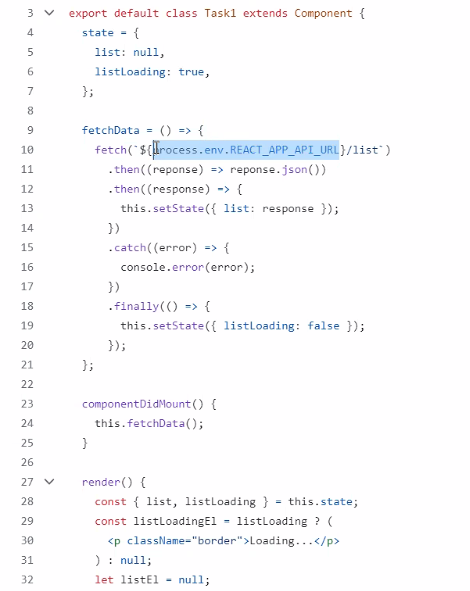 3 export default class Task1 extends Component {
4 state = {
5 list: null,
6 listLoading: true,
7 };
8
9 fetchData = () => {
10 fetch(`${process.env.REACT_APP_API_URL}/list`)
11 .then((reponse) => reponse.json())
12 .then((response) => {
13 this.setState({ list: response });
14 })
15 .catch((error) => {
16 console.error(error);
17 })
18 .finally(() => {
19 this.setState({ listLoading: false });
20 });
21 };
22
23 componentDidMount() {
24 this.fetchData();
25 }
26
27 render() {
28 const { list, listLoading } = this.state;
29 const listLoadingEl = listLoading ? (
30 <p className="border">Loading...</p>
31 ) : null;
32 let listEl = null;